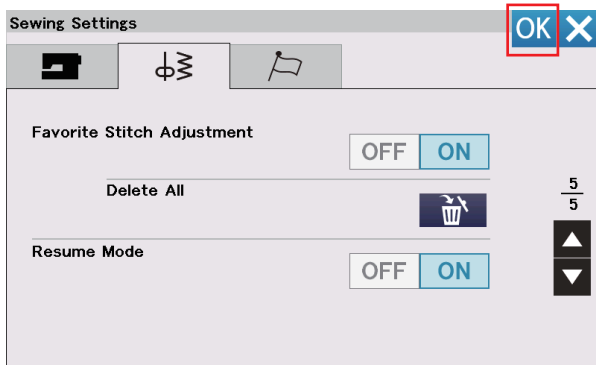 Sewing Settings
OK
Favorite Stitch Adjustment
OFF ON
Delete All
5
5
Resume Mode
OFF ON